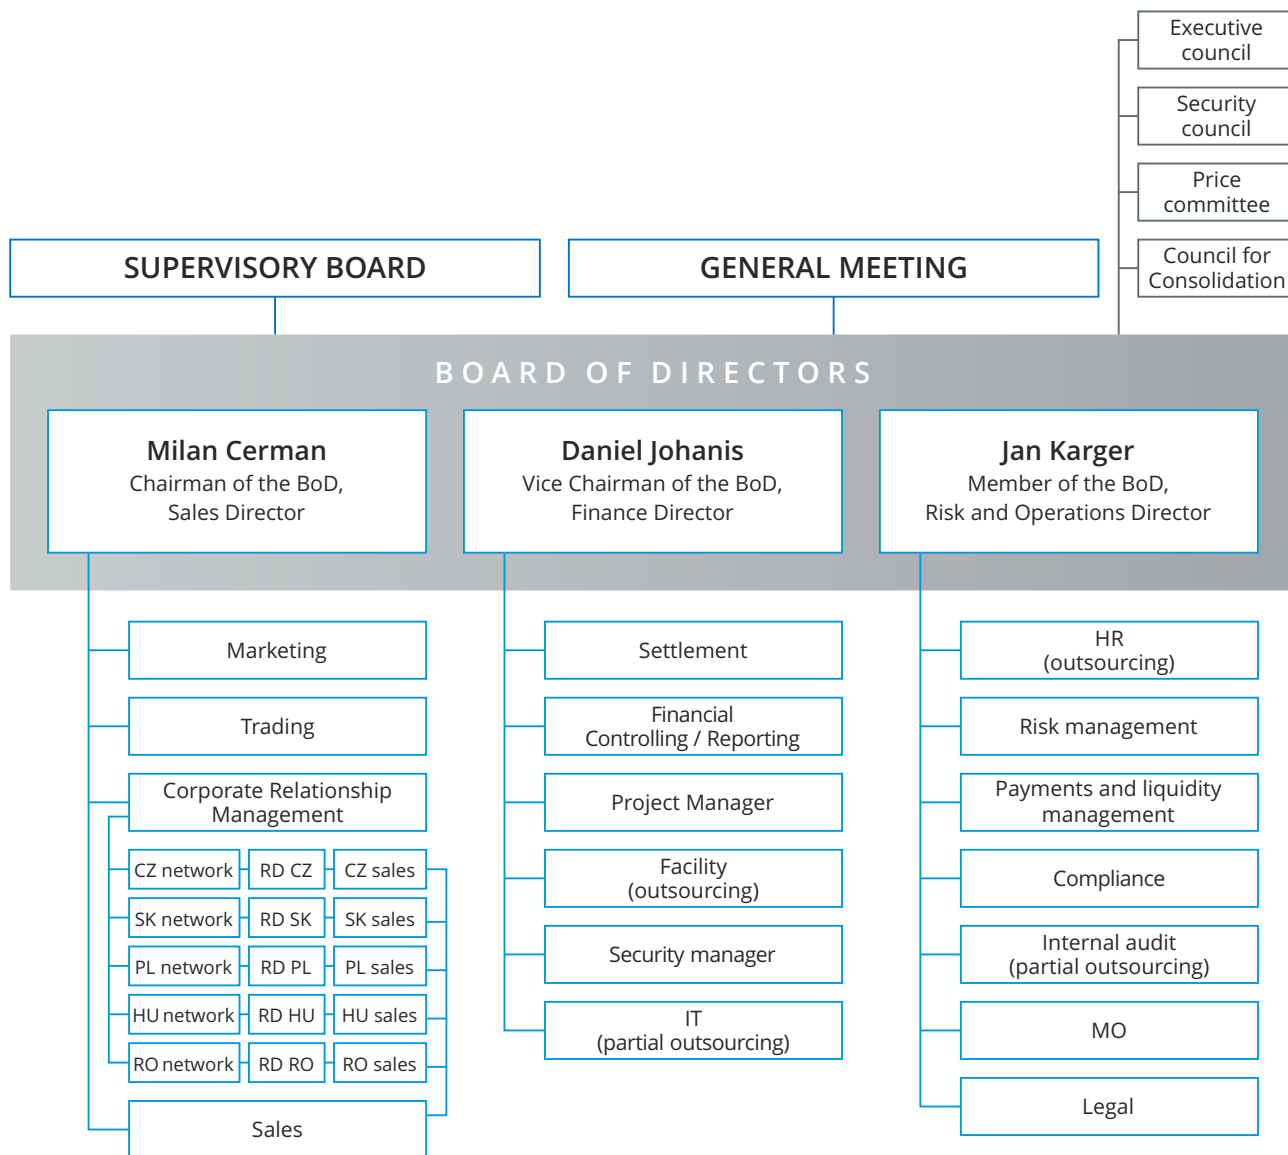 Executive
council
Security
council
Price
committee
Council for
Consolidation
SUPERVISORY BOARD
GENERAL MEETING
BOARD OF DIRECTORS
Milan Cerman
Chairman of the BoD,
Sales Director
Daniel Johanis
Vice Chairman of the BoD,
Finance Director
Jan Karger
Member of the BoD,
Risk and Operations Director
Marketing
Trading
Corporate Relationship
Management
CZ network
RD CZ
CZ sales
SK network
RD SK
SK sales
PL network
RD PL
PL sales
HU network
RD HU
HU sales
RO network
RD RO
RO sales
Sales
Settlement
Financial
Controlling / Reporting
Project Manager
Facility
(outsourcing)
Security manager
IT
(partial outsourcing)
HR
(outsourcing)
Risk management
Payments and liquidity
management
Compliance
Internal audit
(partial outsourcing)
MO
Legal